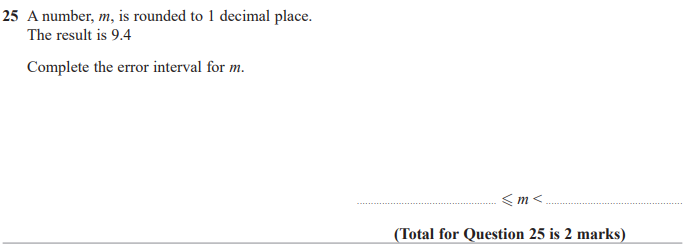 25 A number, m, is rounded to 1 decimal place.
The result is 9.4
Complete the error interval for m.
............................................. ⩽ m < .............................................
(Total for Question 25 is 2 marks)